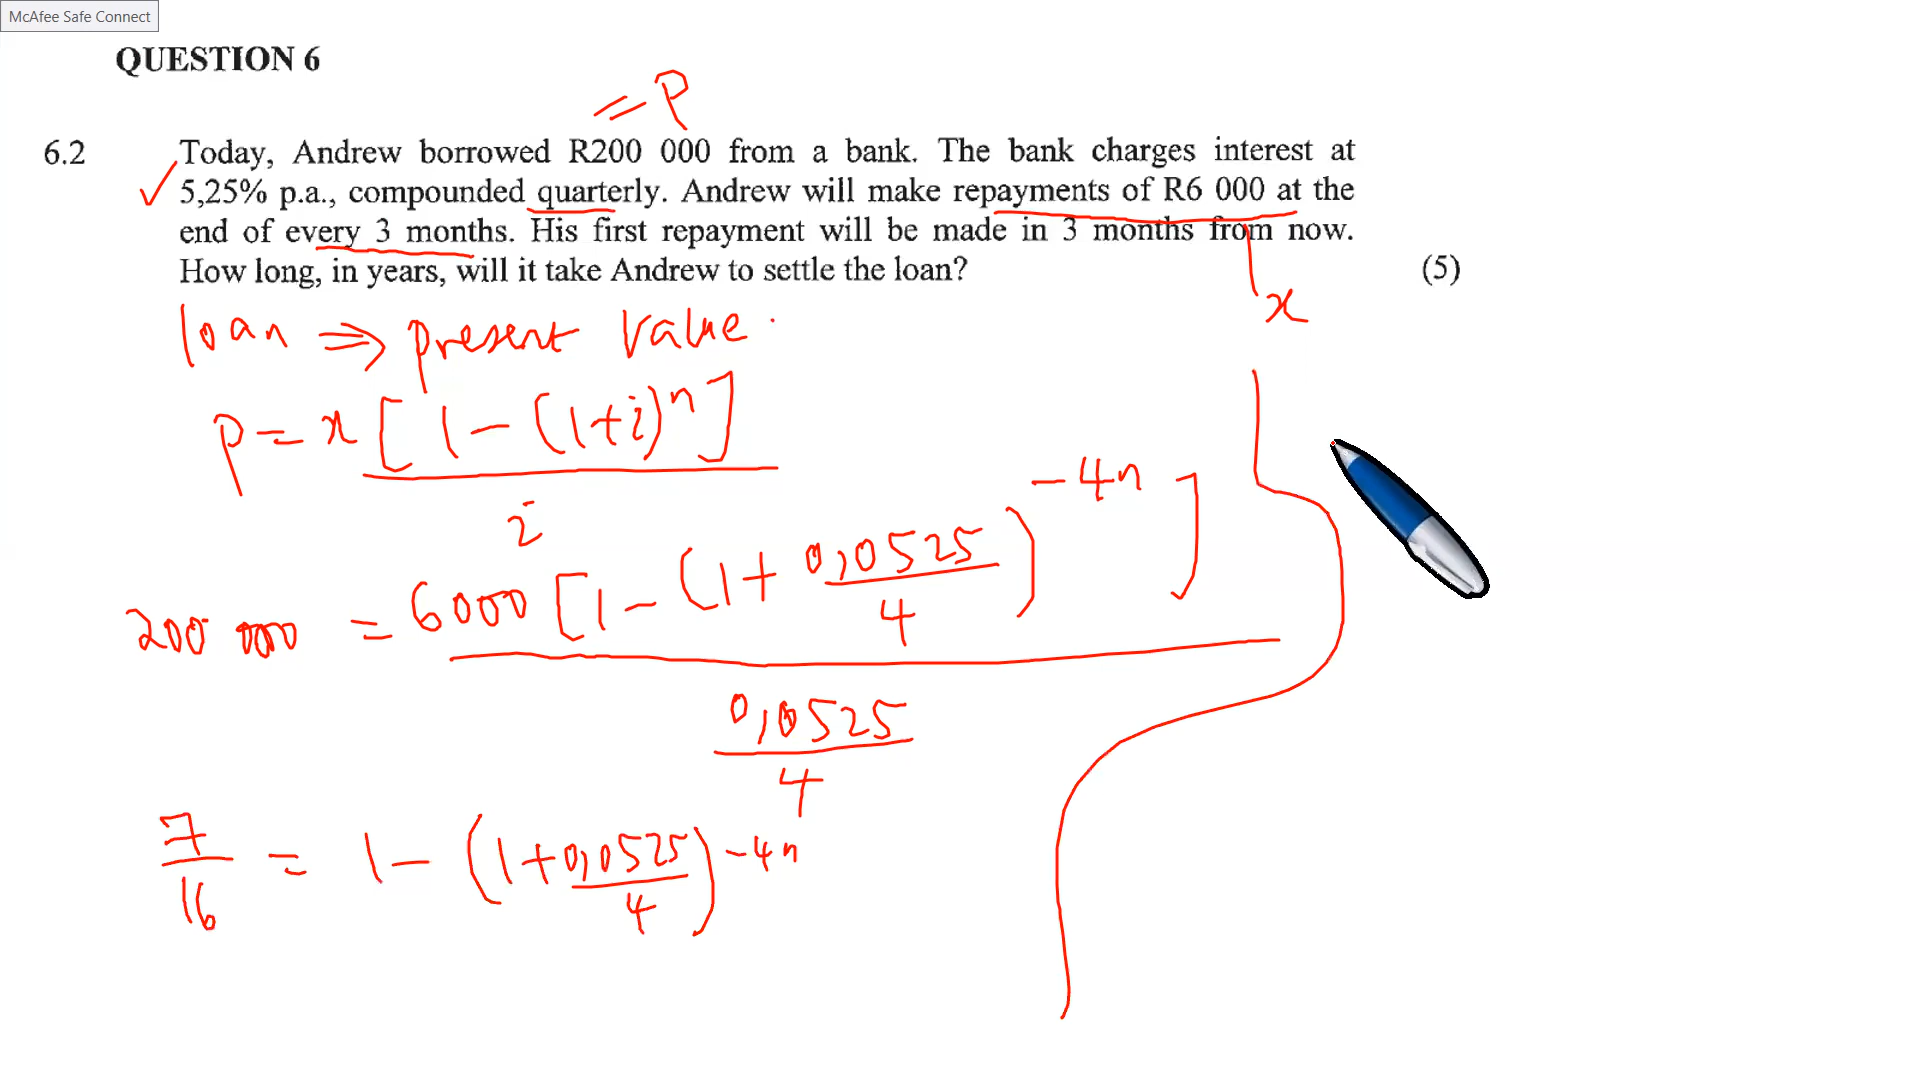 McAfee Safe Connect
QUESTION 6
= P
6.2 Today, Andrew borrowed R200 000 from a bank. The bank charges interest at
5,25% p.a., compounded quarterly. Andrew will make repayments of R6 000 at the
end of every 3 months. His first repayment will be made in 3 months from now.
How long, in years, will it take Andrew to settle the loan? (5)
x
loan ⇒ present value.
P = x[1 - (1+i)^n] / i
200 000 = 6000[1 - (1 + 0,0525/4)^-4n] / (0,0525/4)
7/16 = 1 - (1 + 0,0525/4)^-4n